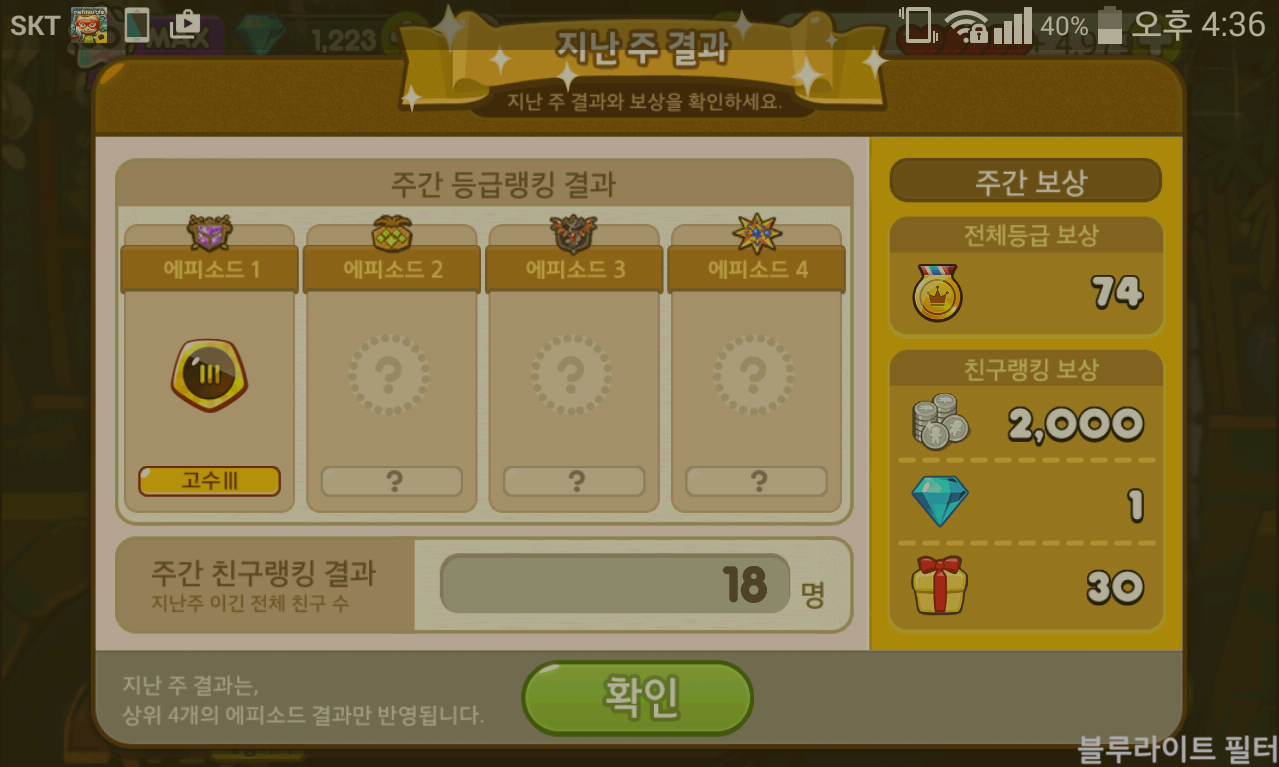 SKT
40%
오후 4:36
MAX
1,223
지난 주 결과
지난 주 결과와 보상을 확인하세요.
주간 등급랭킹 결과
에피소드 1
에피소드 2
에피소드 3
에피소드 4
III
?
?
?
고수III
?
?
?
주간 친구랭킹 결과
지난주 이긴 전체 친구 수
18 명
주간 보상
전체등급 보상
74
친구랭킹 보상
2,000
1
30
지난 주 결과는,
상위 4개의 에피소드 결과만 반영됩니다.
확인
블루라이트 필터